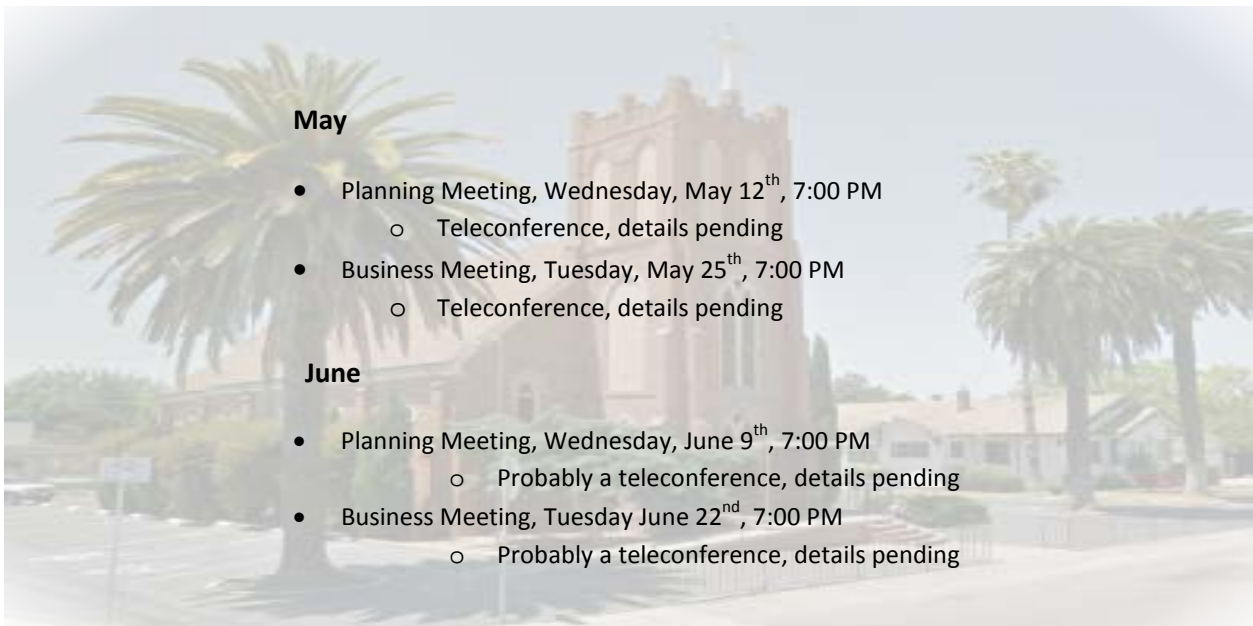 May
• Planning Meeting, Wednesday, May 12th, 7:00 PM
o Teleconference, details pending
• Business Meeting, Tuesday, May 25th, 7:00 PM
o Teleconference, details pending
June
• Planning Meeting, Wednesday, June 9th, 7:00 PM
o Probably a teleconference, details pending
• Business Meeting, Tuesday June 22nd, 7:00 PM
o Probably a teleconference, details pending